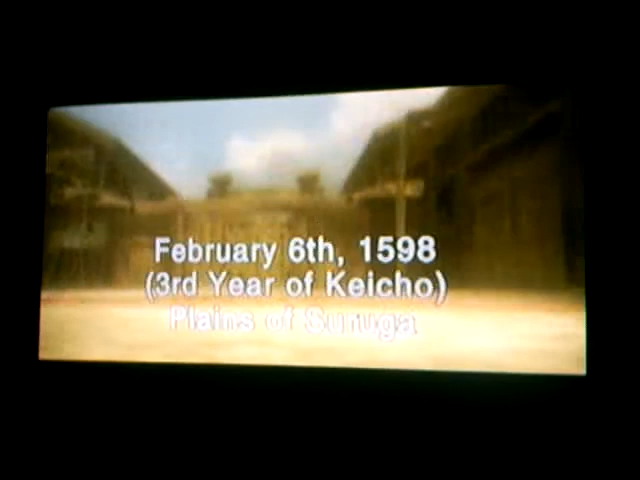 February 6th, 1598
(3rd Year of Keicho)
Plains of Suruga